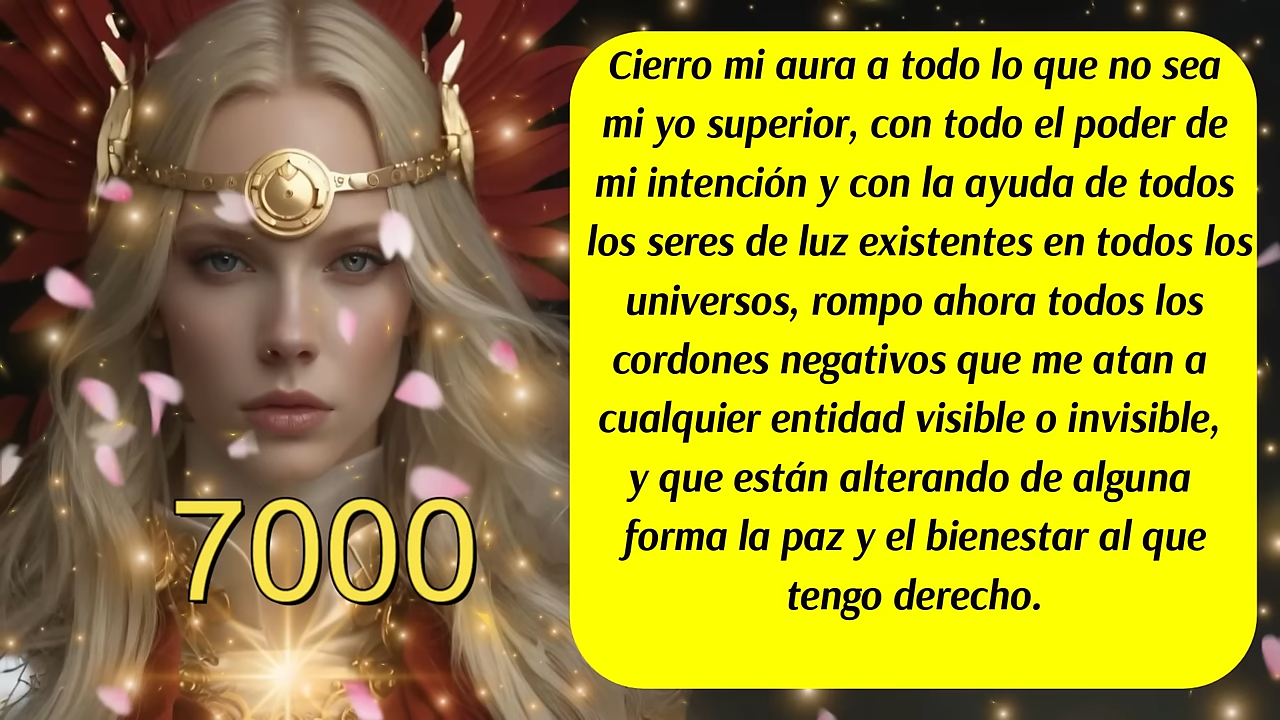 Cierro mi aura a todo lo que no sea
mi yo superior, con todo el poder de
mi intención y con la ayuda de todos
los seres de luz existentes en todos los
universos, rompo ahora todos los
cordones negativos que me atan a
cualquier entidad visible o invisible,
y que están alterando de alguna
forma la paz y el bienestar al que
tengo derecho.
7000